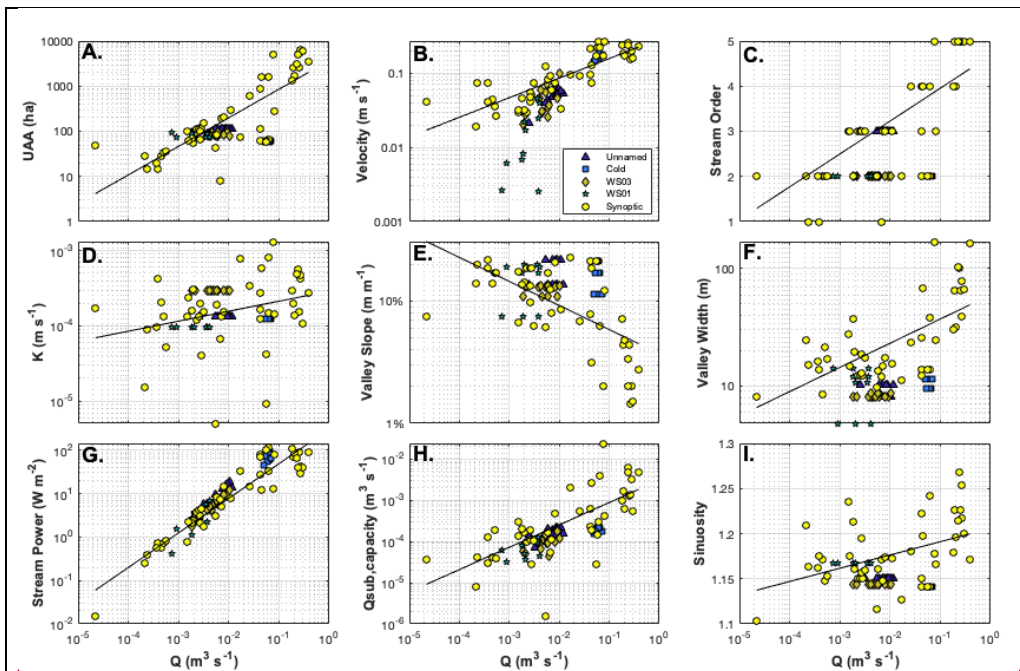 A.
10000
1000
100
10
1
UAA (ha)
B.
0.1
0.01
0.001
Velocity (m s⁻¹)
Unnamed
Cold
WS03
WS01
Synoptic
C.
5
4
3
2
1
Stream Order
D.
10⁻³
10⁻⁴
10⁻⁵
K (m s⁻¹)
E.
10%
1%
Valley Slope (m m⁻¹)
F.
100
10
Valley Width (m)
G.
10²
10¹
10⁰
10⁻¹
10⁻²
Stream Power (W m⁻²)
10⁻⁵ 10⁻⁴ 10⁻³ 10⁻² 10⁻¹ 10⁰
Q (m³ s⁻¹)
H.
10⁻²
10⁻³
10⁻⁴
10⁻⁵
10⁻⁶
Qsub,capacity (m³ s⁻¹)
10⁻⁵ 10⁻⁴ 10⁻³ 10⁻² 10⁻¹ 10⁰
Q (m³ s⁻¹)
I.
1.3
1.2
1.15
1.1
Sinuosity
10⁻⁵ 10⁻⁴ 10⁻³ 10⁻² 10⁻¹ 10⁰
Q (m³ s⁻¹)